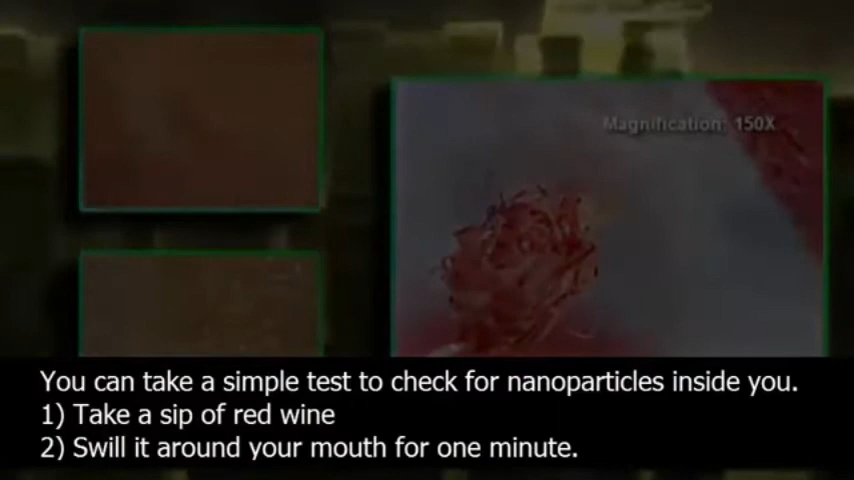 Magnification: 150X
You can take a simple test to check for nanoparticles inside you.
1) Take a sip of red wine
2) Swill it around your mouth for one minute.